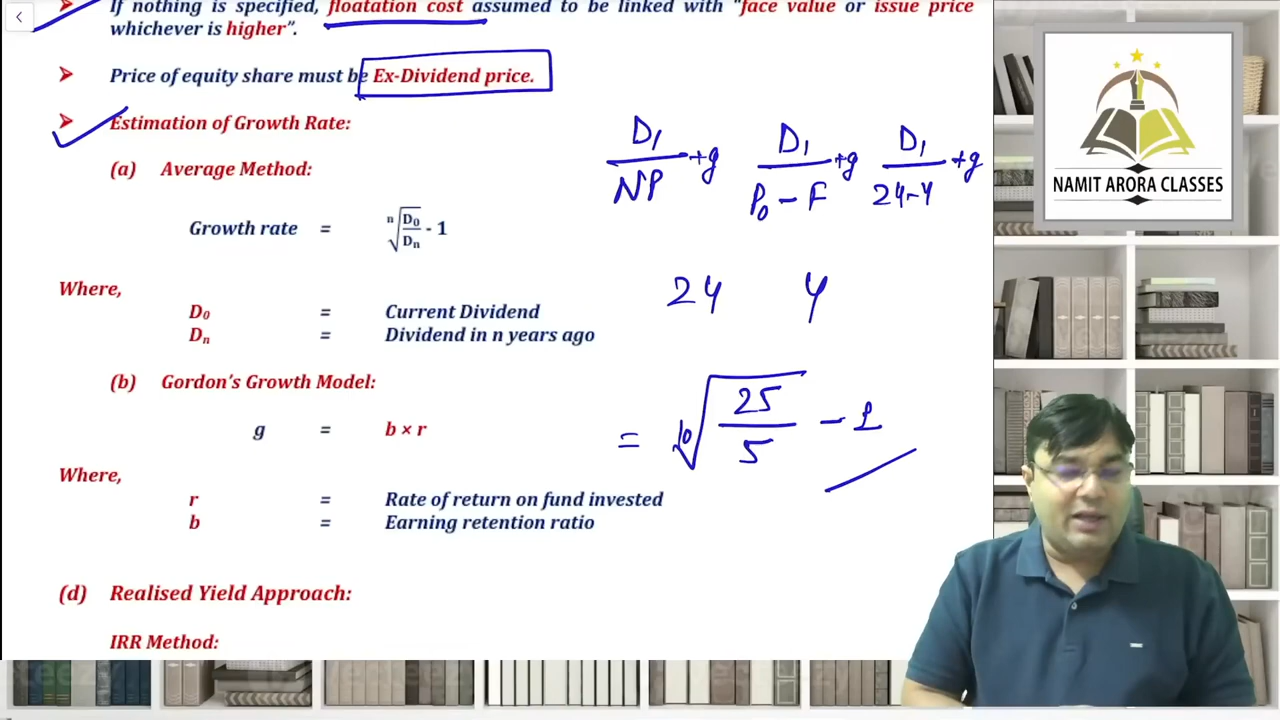 If nothing is specified, floatation cost assumed to be linked with "face value or issue price
whichever is higher".
Price of equity share must be Ex-Dividend price.
Estimation of Growth Rate:
(a) Average Method:
Growth rate = n√(D0/Dn) - 1
Where,
D0 = Current Dividend
Dn = Dividend in n years ago
(b) Gordon's Growth Model:
g = b × r
Where,
r = Rate of return on fund invested
b = Earning retention ratio
(d) Realised Yield Approach:
IRR Method:
D1/NP +g D1/P0 – F +g D1/24-4 +g
24 4
= 10√(25/5) – 1
NAMIT ARORA CLASSES